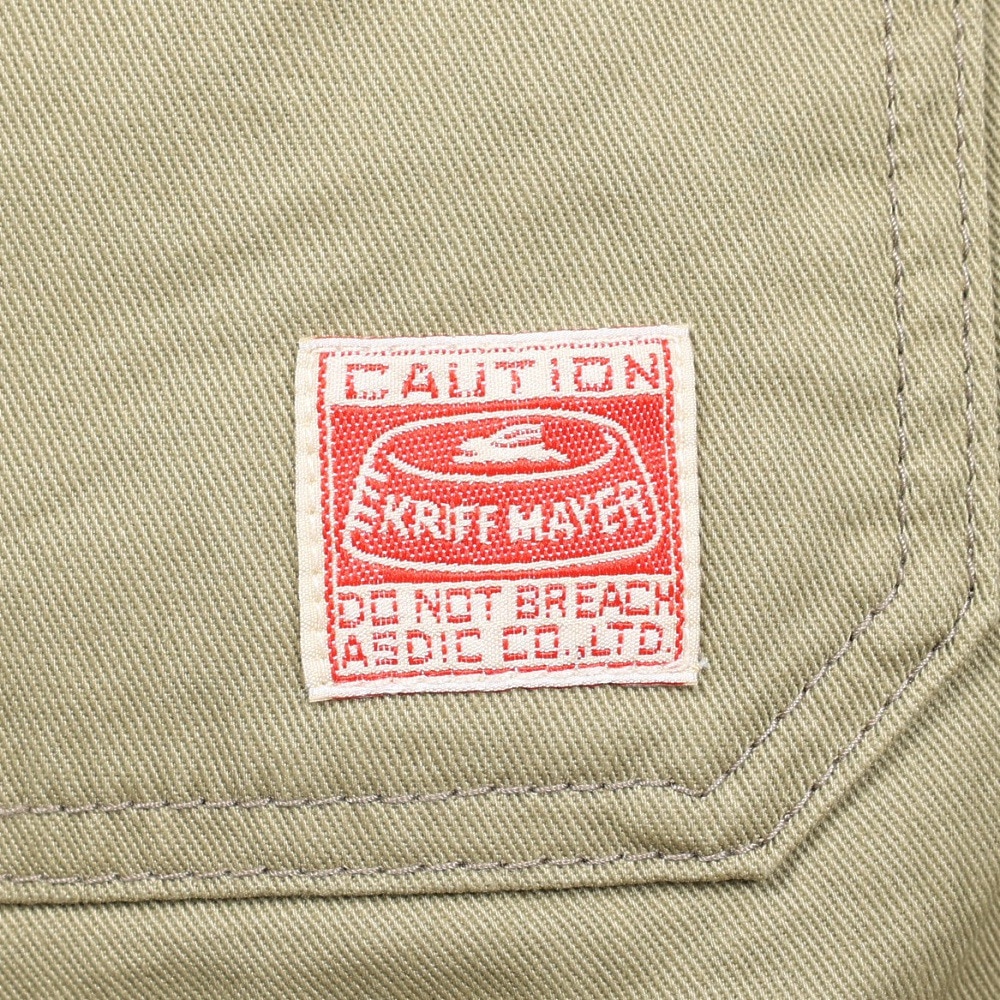 CAUTION
KRIFF MAYER
DO NOT BREACH
ASDIC CO.,LTD.